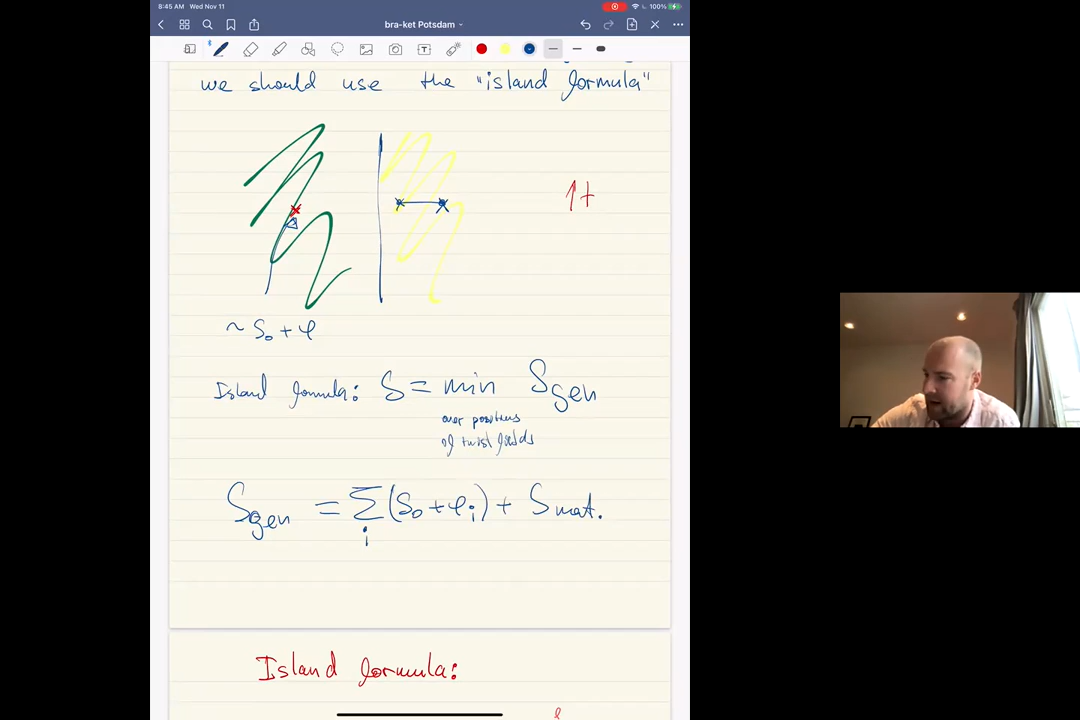 8:45 AM Wed Nov 11
100%
bra-ket Potsdam
we should use the "island formula"
↑t
~ S₀ + φ
Island formula: S = min S_gen
over positions
of twist fields
S_gen = Σ_i (S₀ + φ_i) + S_mat.
Island formula: